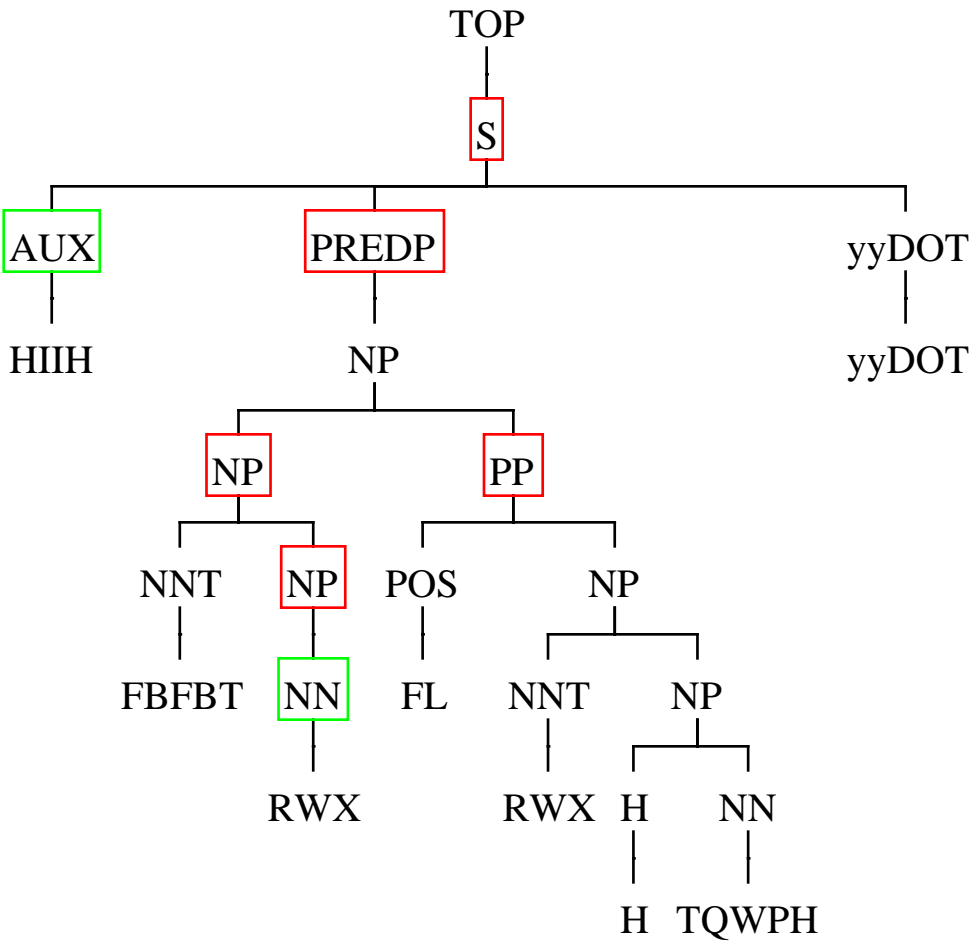 TOP
S
AUX PREDP yyDOT
HIIH NP yyDOT
NP PP
NNT NP POS NP
FBFBT NN FL NNT NP
RWX RWX H NN
H TQWPH